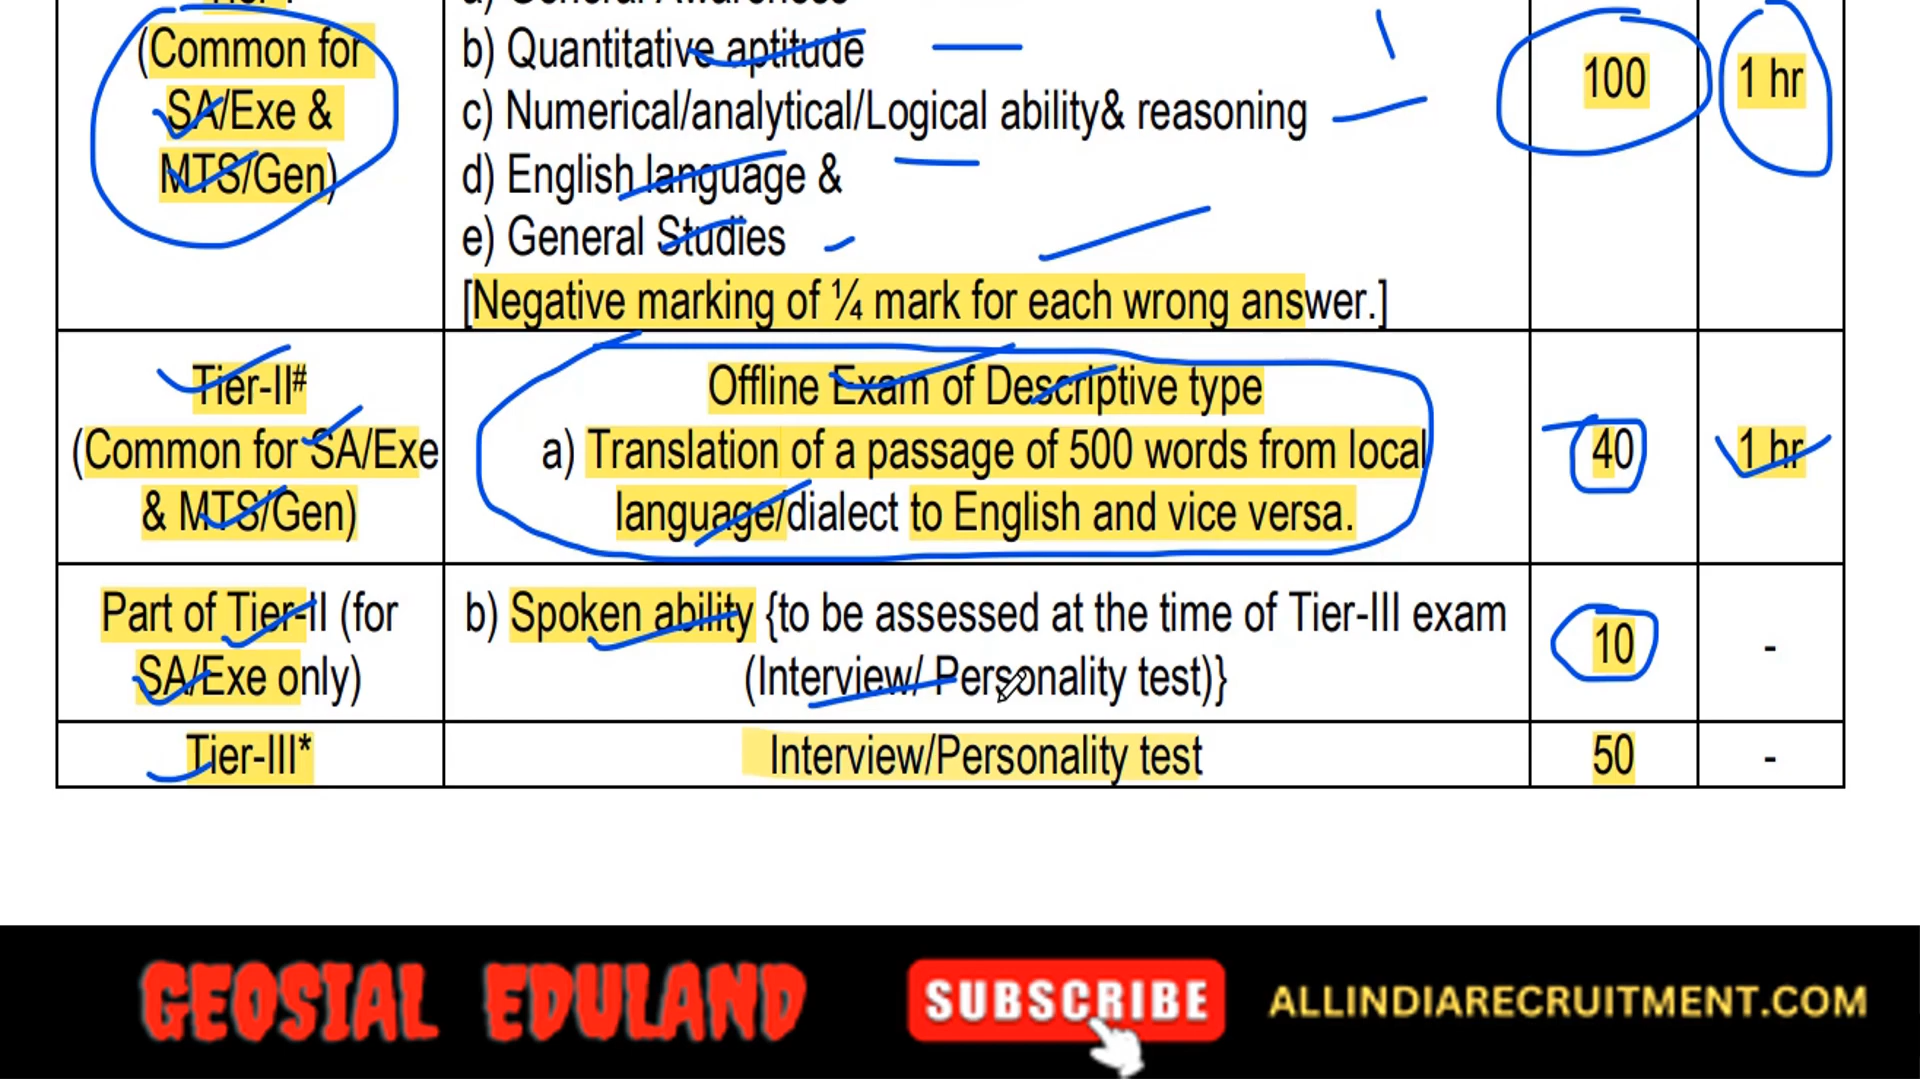 Tier-I
a) General Awareness
(Common for
b) Quantitative aptitude
100
1 hr
SA/Exe &
c) Numerical/analytical/Logical ability& reasoning
MTS/Gen)
d) English language &
e) General Studies
[Negative marking of ¼ mark for each wrong answer.]
Tier-II#
Offline Exam of Descriptive type
(Common for SA/Exe
a) Translation of a passage of 500 words from local
40
1 hr
& MTS/Gen)
language/dialect to English and vice versa.
Part of Tier-II (for
b) Spoken ability {to be assessed at the time of Tier-III exam
10
-
SA/Exe only)
(Interview/ Personality test)}
Tier-III*
Interview/Personality test
50
-
GEOSIAL EDULAND
SUBSCRIBE
ALLINDIARECRUITMENT.COM